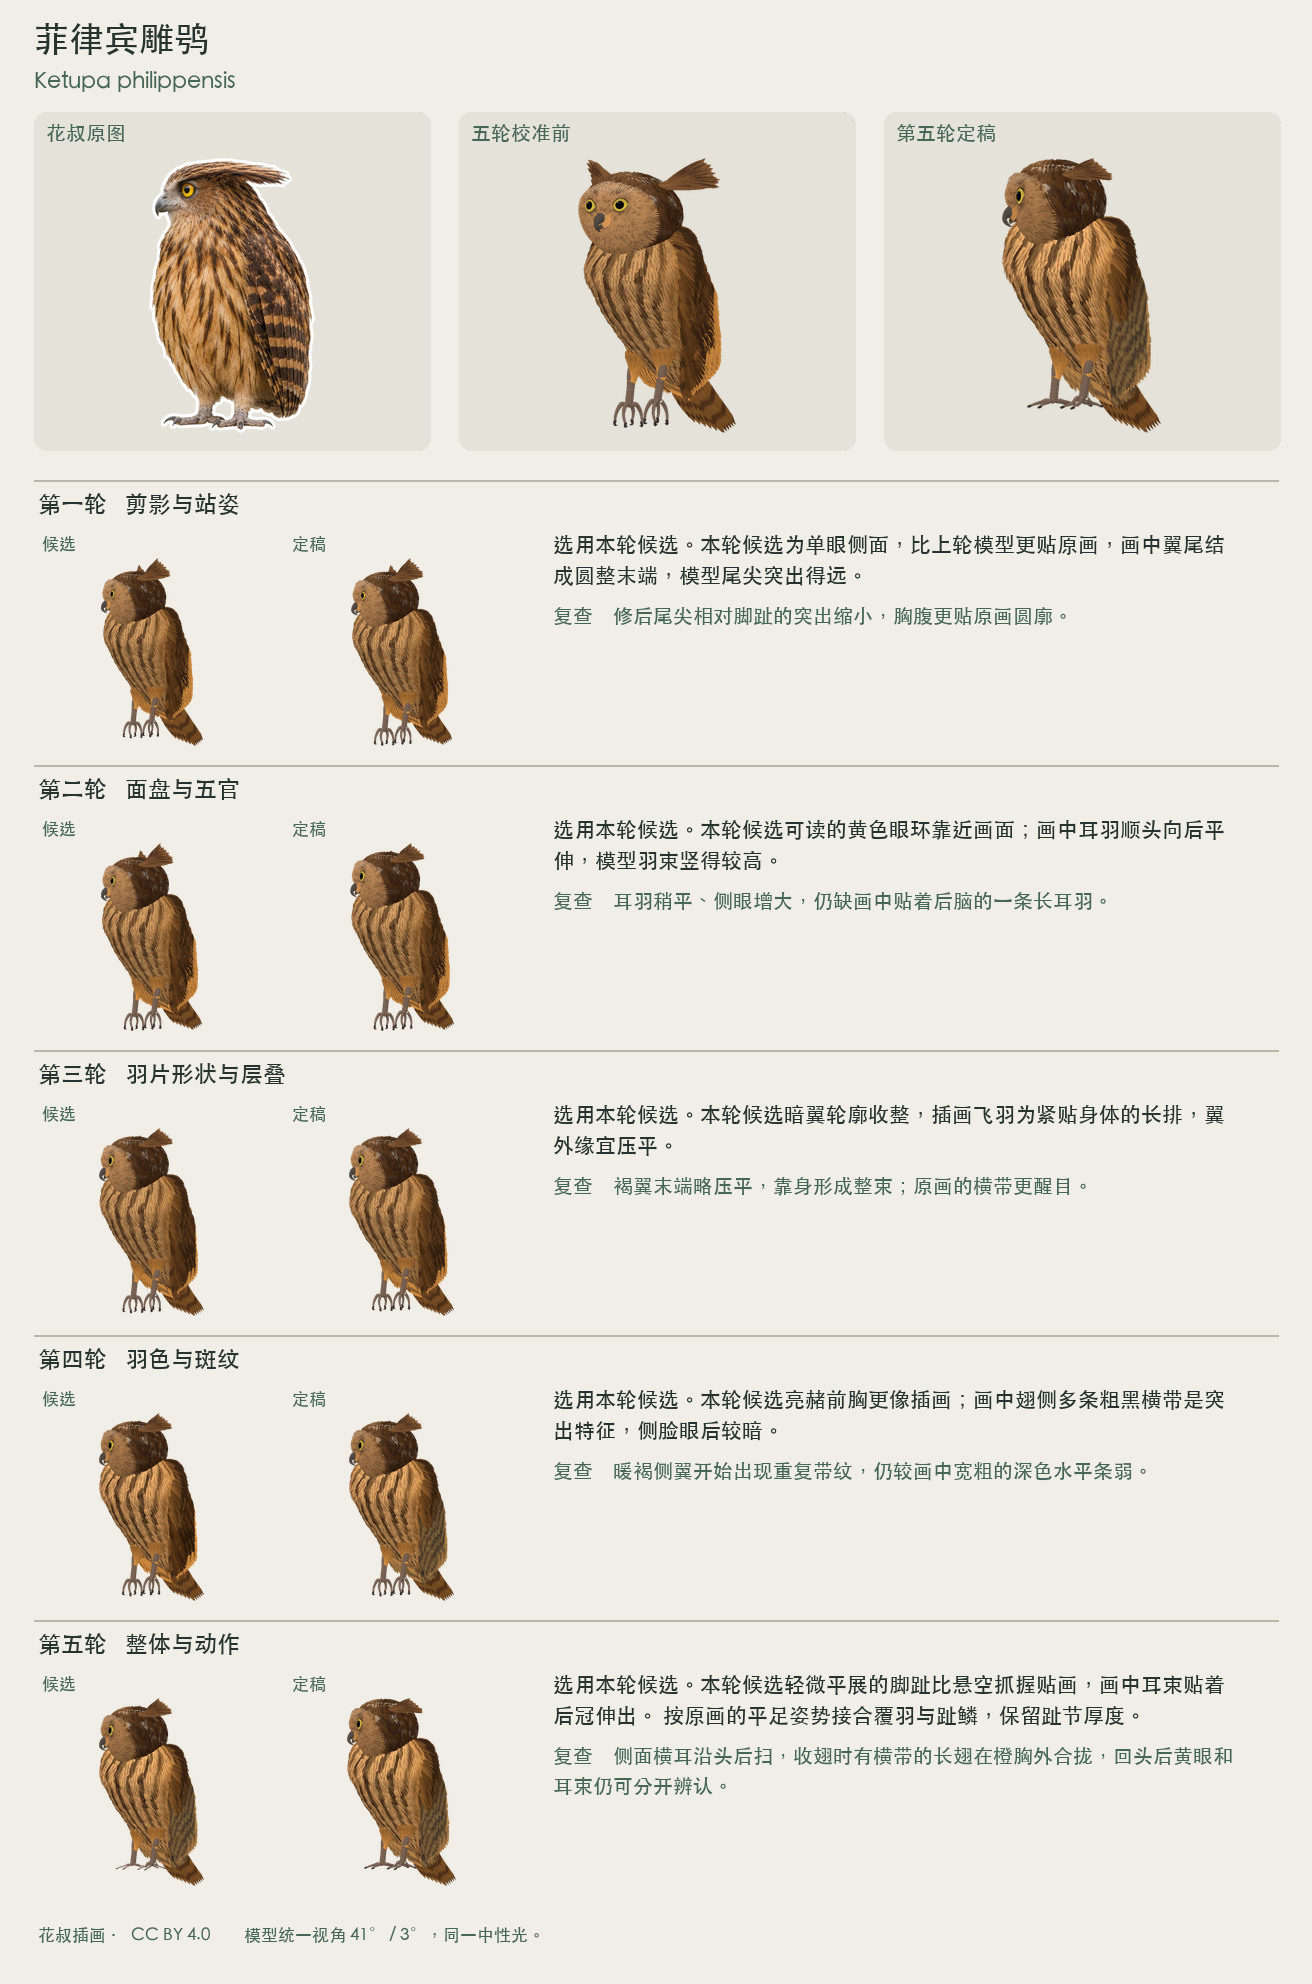 菲律宾雕鸮
Ketupa philippensis
花叔原图
五轮校准前
第五轮定稿
第一轮 剪影与站姿
候选
定稿
选用本轮候选。本轮候选为单眼侧面，比上轮模型更贴原画，画中翼尾结
成圆整末端，模型尾尖突出得远。
复查 修后尾尖相对脚趾的突出缩小，胸腹更贴原画圆廓。
第二轮 面盘与五官
候选
定稿
选用本轮候选。本轮候选可读的黄色眼环靠近画面；画中耳羽顺头向后平
伸，模型羽束竖得较高。
复查 耳羽稍平、侧眼增大，仍缺画中贴着后脑的一条长耳羽。
第三轮 羽片形状与层叠
候选
定稿
选用本轮候选。本轮候选暗翼轮廓收整，插画飞羽为紧贴身体的长排，翼
外缘宜压平。
复查 褐翼末端略压平，靠身形成整束；原画的横带更醒目。
第四轮 羽色与斑纹
候选
定稿
选用本轮候选。本轮候选亮赭前胸更像插画；画中翅侧多条粗黑横带是突
出特征，侧脸眼后较暗。
复查 暖褐侧翼开始出现重复带纹，仍较画中宽粗的深色水平条弱。
第五轮 整体与动作
候选
定稿
选用本轮候选。本轮候选轻微平展的脚趾比悬空抓握贴画，画中耳束贴着
后冠伸出。 按原画的平足姿势接合覆羽与趾鳞，保留趾节厚度。
复查 侧面横耳沿头后扫，收翅时有横带的长翅在橙胸外合拢，回头后黄眼和
耳束仍可分开辨认。
花叔插画 · CC BY 4.0 模型统一视角 41° / 3°，同一中性光。